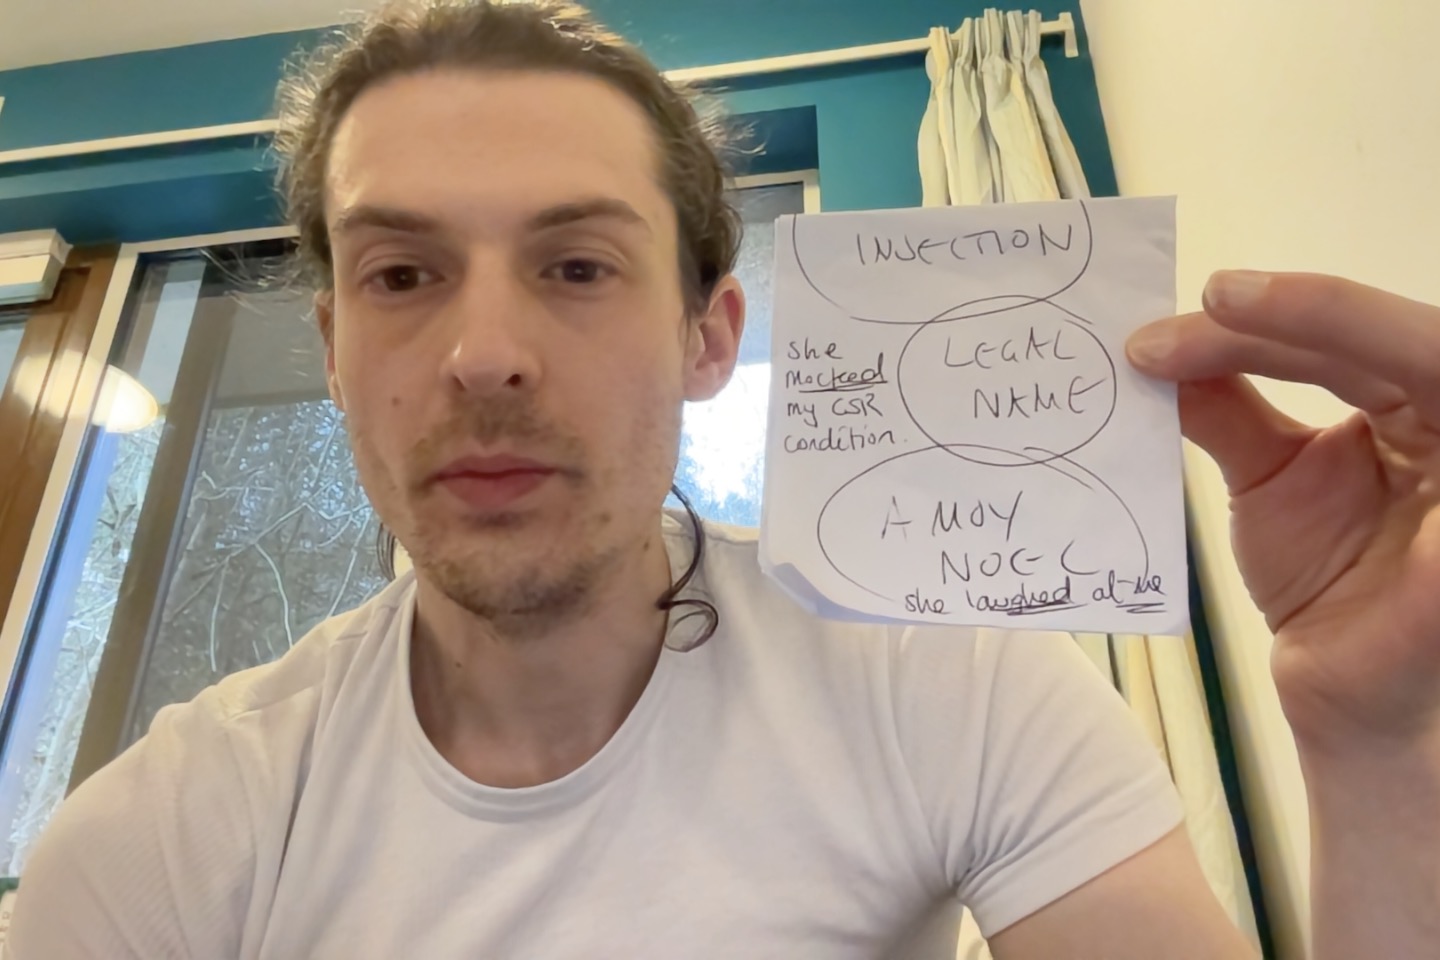 INJECTION
she
mocked
my CSR
condition.
LEGAL
NAME
AMOY
NOEL
she laughed at me